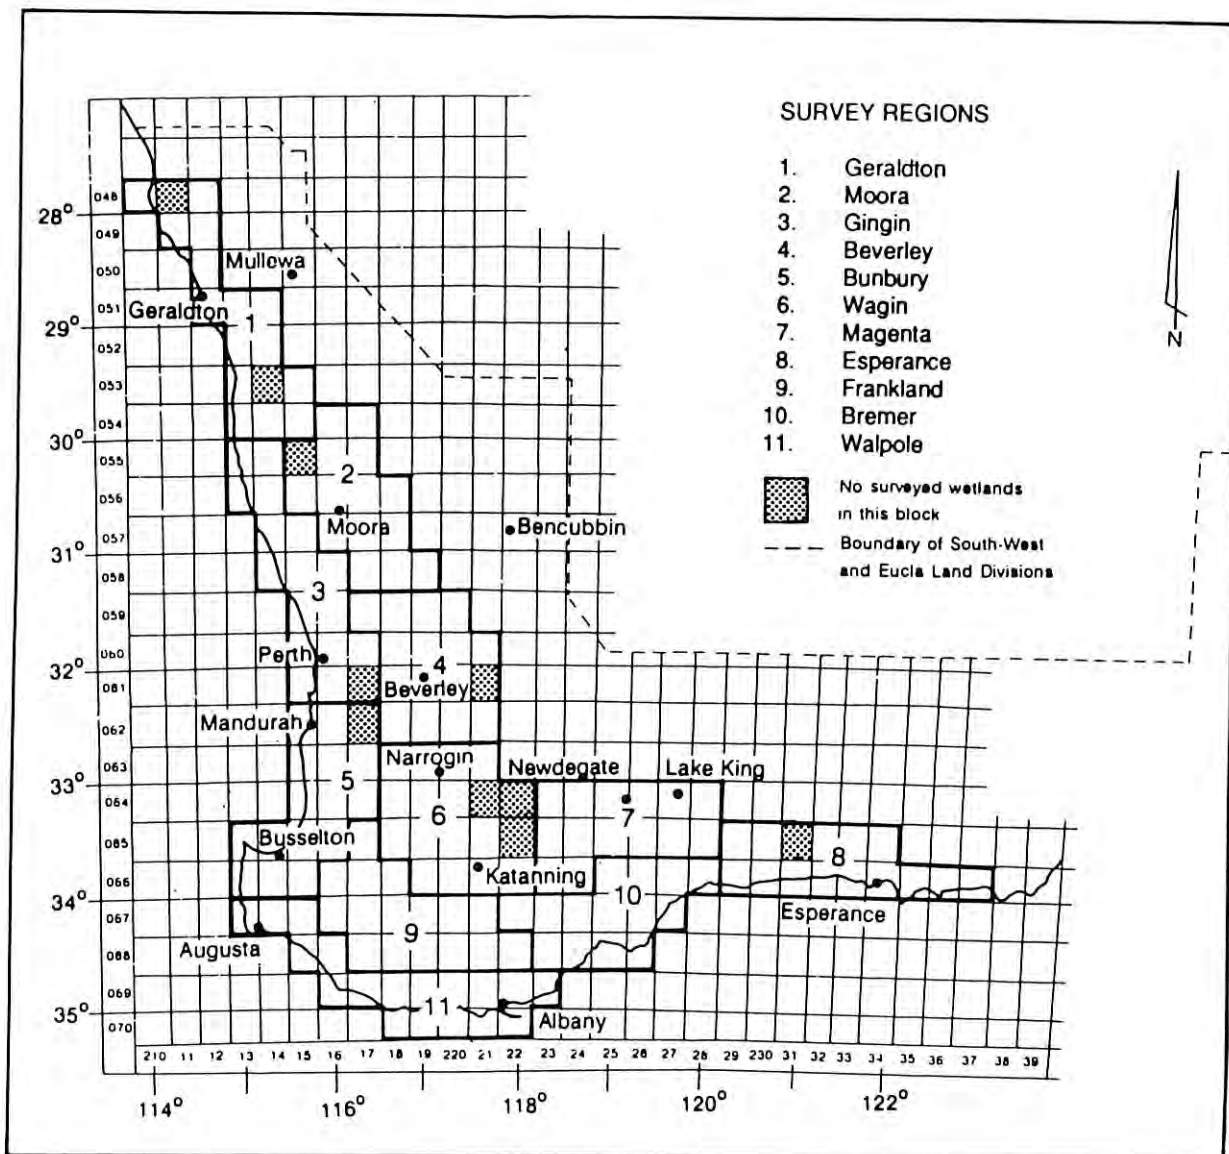 SURVEY REGIONS
1. Geraldton
2. Moora
3. Gingin
4. Beverley
5. Bunbury
6. Wagin
7. Magenta
8. Esperance
9. Frankland
10. Bremer
11. Walpole
No surveyed wetlands
in this block
Boundary of South-West
and Eucla Land Divisions
N
048
28°
049
050
Mullewa
051
Geraldton
1
29°
052
053
054
30°
055
2
056
Moora
Bencubbin
057
31°
058
3
059
060
Perth
4
32°
061
Beverley
062
Mandurah
063
Narrogin
Newdegate
Lake King
33°
5
064
6
7
065
Busselton
8
066
Katanning
34°
10
067
Esperance
9
Augusta
068
069
35°
11
Albany
070
210 11 12 13 14 15 16 17 18 19 220 21 22 23 24 25 26 27 28 29 230 31 32 33 34 35 36 37 38 39
114° 115° 116° 117° 118° 120° 122°